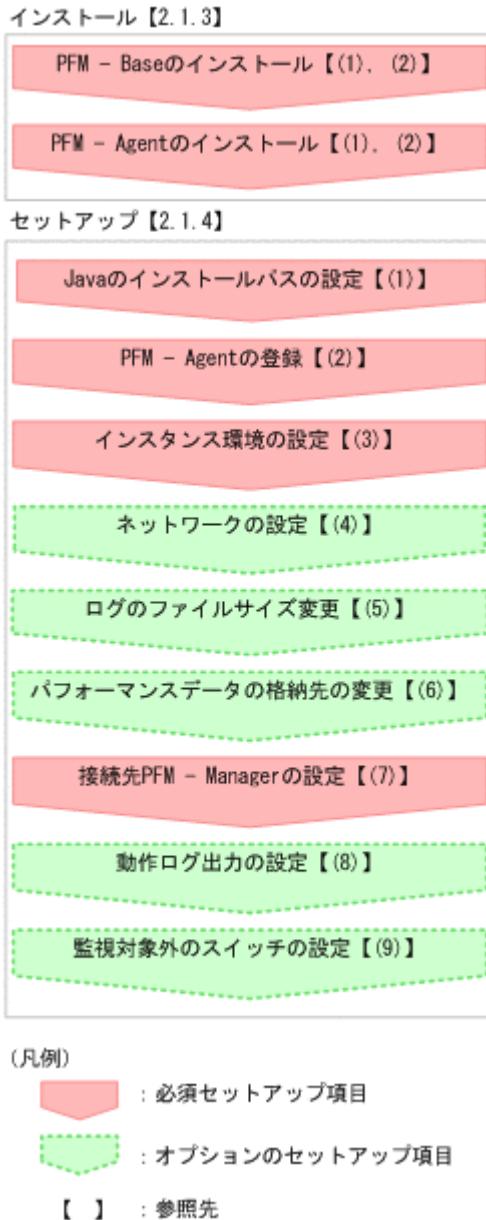 インストール【2.1.3】
PFM − Baseのインストール【(1)，(2)】
PFM − Agentのインストール【(1)，(2)】
セットアップ【2.1.4】
Javaのインストールパスの設定【(1)】
PFM − Agentの登録【(2)】
インスタンス環境の設定【(3)】
ネットワークの設定【(4)】
ログのファイルサイズ変更【(5)】
パフォーマンスデータの格納先の変更【(6)】
接続先PFM − Managerの設定【(7)】
動作ログ出力の設定【(8)】
監視対象外のスイッチの設定【(9)】
(凡例)
：必須セットアップ項目
：オプションのセットアップ項目
【 】 ：参照先